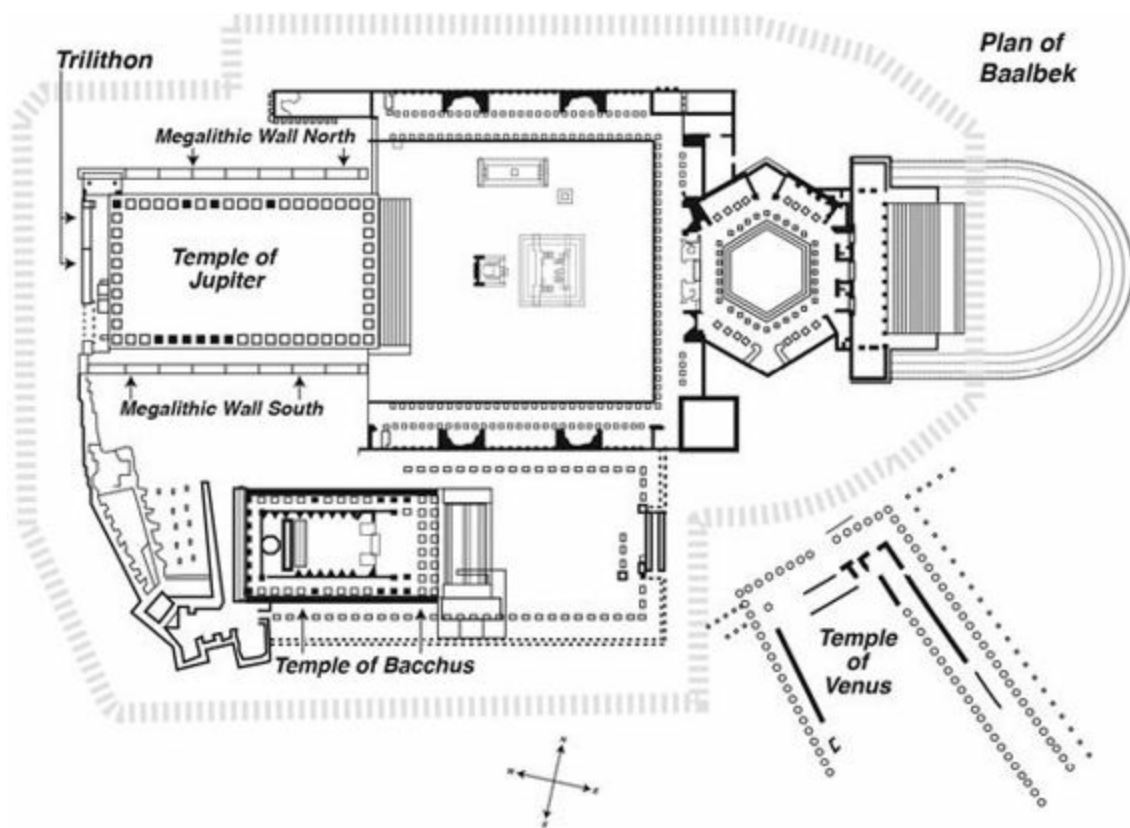 Trilithon
Plan of
Baalbek
Megalithic Wall North
Temple of
Jupiter
Megalithic Wall South
Temple of Bacchus
Temple
of
Venus
N
E